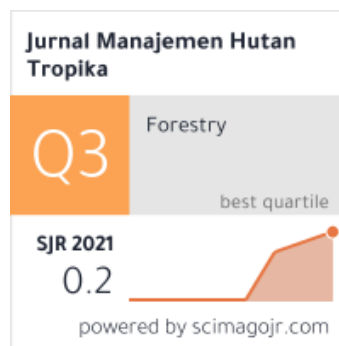 Jurnal Manajemen Hutan
Tropika
Q3
Forestry
best quartile
SJR 2021
0.2
powered by scimagojr.com